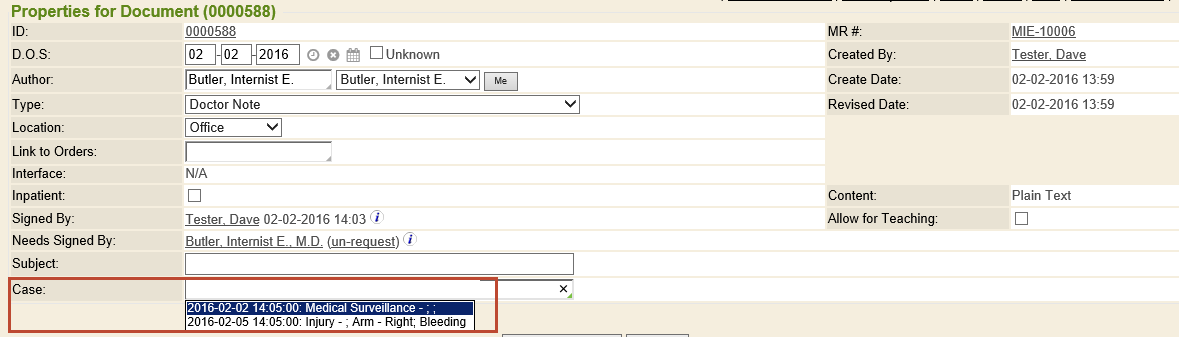 Properties for Document (0000588)
ID: 0000588 MR #: MIE-10006
D.O.S: 02 - 02 - 2016 Unknown Created By: Tester, Dave
Author: Butler, Internist E. Butler, Internist E. Me Create Date: 02-02-2016 13:59
Type: Doctor Note Revised Date: 02-02-2016 13:59
Location: Office
Link to Orders:
Interface: N/A
Inpatient: Content: Plain Text
Signed By: Tester, Dave 02-02-2016 14:03 i Allow for Teaching:
Needs Signed By: Butler, Internist E., M.D. (un-request) i
Subject:
Case: ×
2016-02-02 14:05:00: Medical Surveillance - ; ;
2016-02-05 14:05:00: Injury - ; Arm - Right; Bleeding